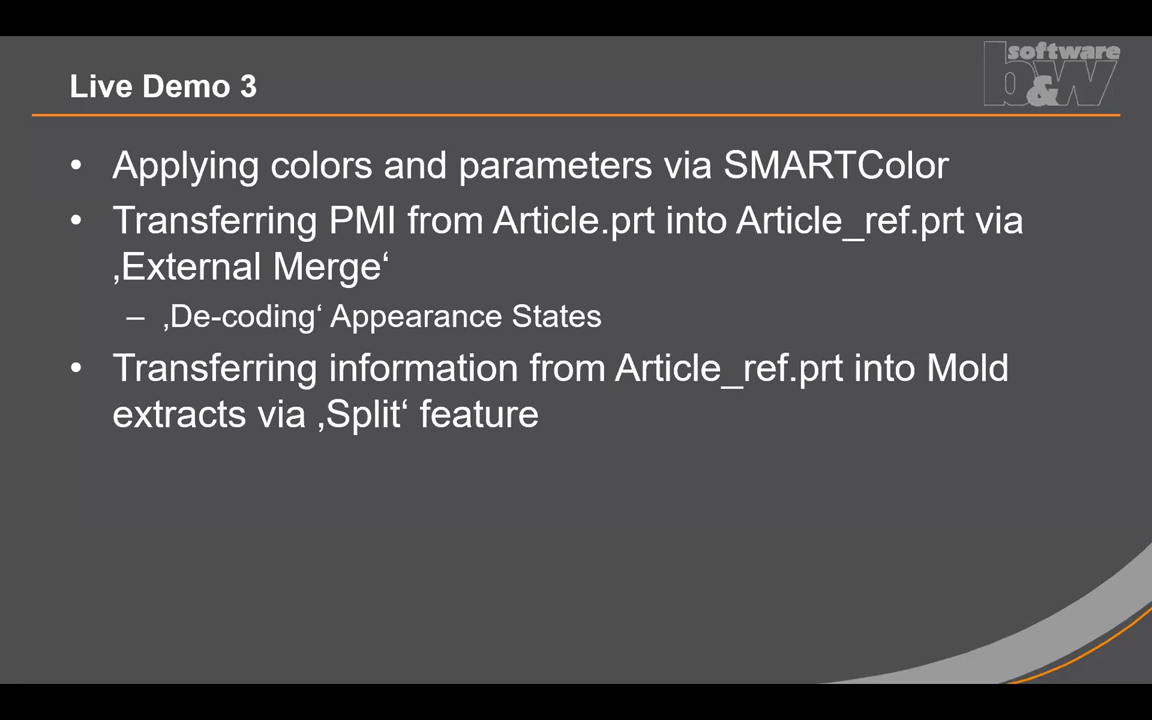 software
b&w
Live Demo 3
• Applying colors and parameters via SMARTColor
• Transferring PMI from Article.prt into Article_ref.prt via
‚External Merge‘
– ‚De-coding‘ Appearance States
• Transferring information from Article_ref.prt into Mold
extracts via ‚Split‘ feature